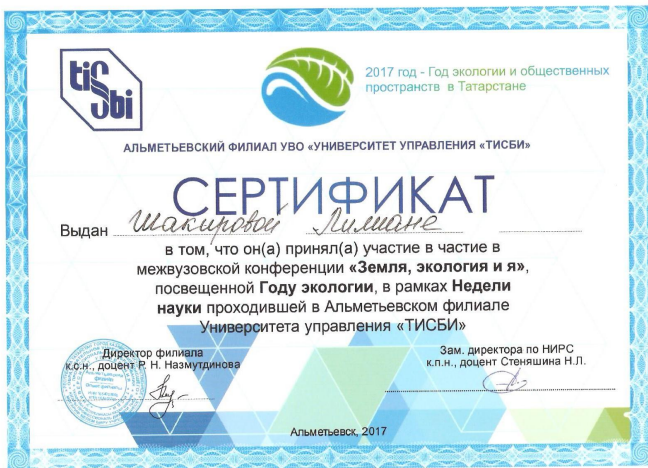 tiSbi
2017 год - Год экологии и общественных
пространств в Татарстане
АЛЬМЕТЬЕВСКИЙ ФИЛИАЛ УВО «УНИВЕРСИТЕТ УПРАВЛЕНИЯ «ТИСБИ»
СЕРТИФИКАТ
Выдан Шакировой Лилиане
в том, что он(а) принял(а) участие в частие в
межвузовской конференции «Земля, экология и я»,
посвещенной Году экологии, в рамках Недели
науки проходившей в Альметьевском филиале
Университета управления «ТИСБИ»
Директор филиала
к.с.н., доцент Р. Н. Назмутдинова
Зам. директора по НИРС
к.п.н., доцент Стеняшина Н.Л.
Альметьевск, 2017